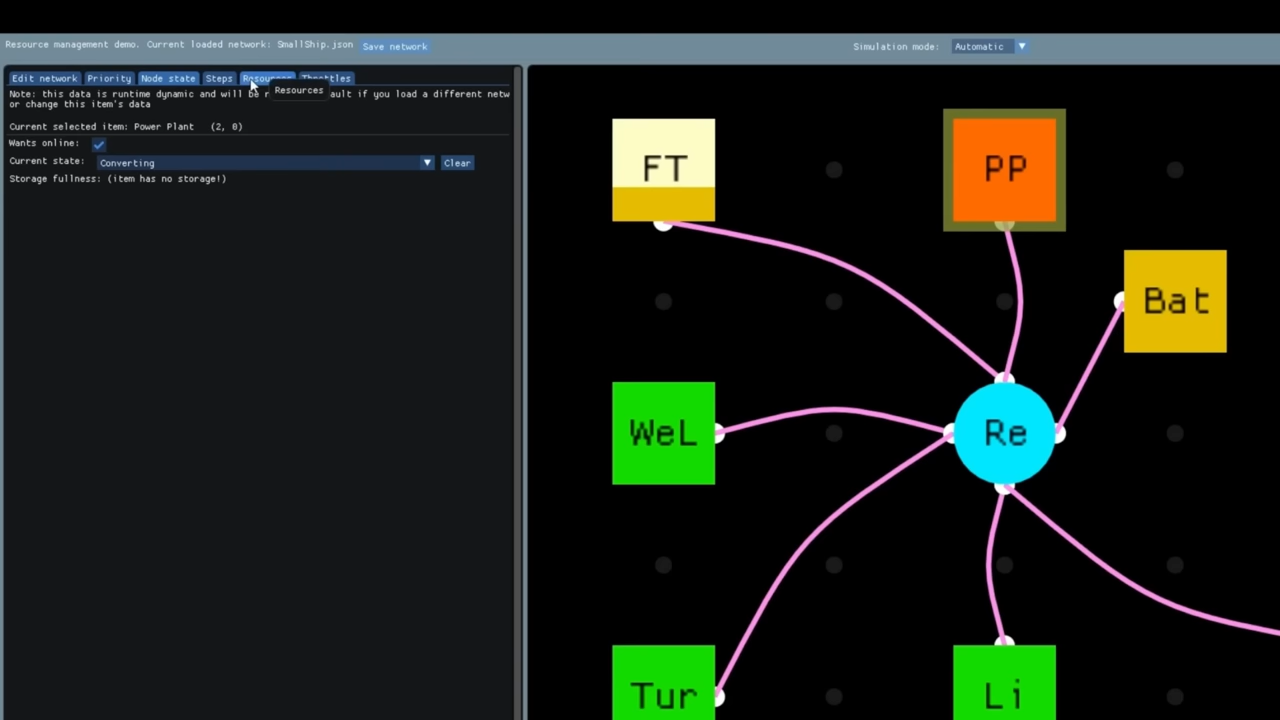 Resource management demo. Current loaded network: SmallShip.json Save network
Simulation mode: Automatic
Edit network Priority Node state Steps Resources Throttles
Note: this data is runtime dynamic and will be if you load a different netw
Resources
or change this item's data
Current selected item: Power Plant (2, 0)
Wants online:
Current state: Converting Clear
Storage fullness: (item has no storage!)
FT
PP
Bat
WeL
Re
Tur
Li